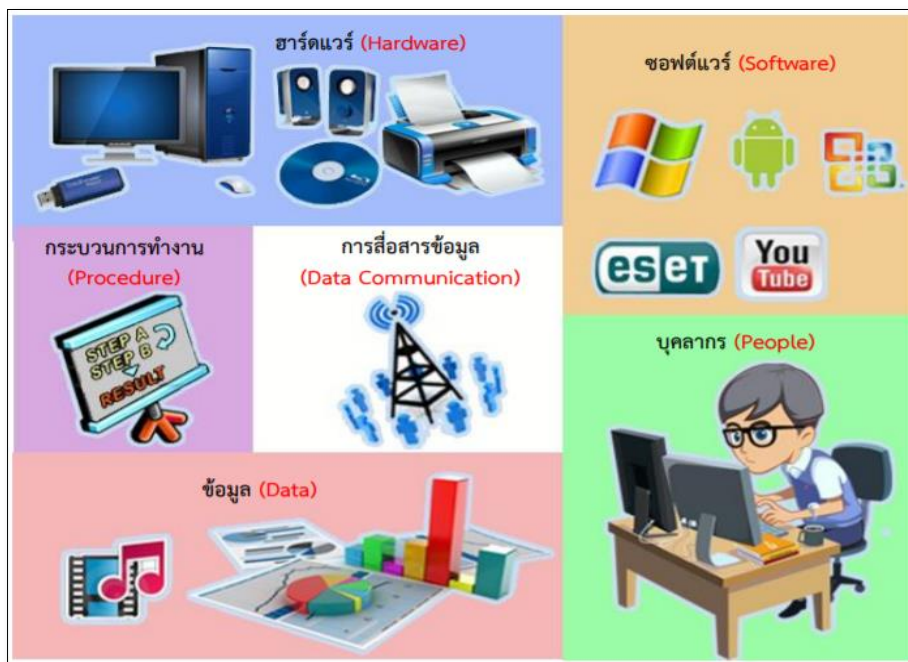 ฮาร์ดแวร์ (Hardware)
ซอฟต์แวร์ (Software)
eseT
You
Tube
กระบวนการทำงาน
(Procedure)
STEP A
STEP B
RESULT
การสื่อสารข้อมูล
(Data Communication)
บุคลากร (People)
ข้อมูล (Data)